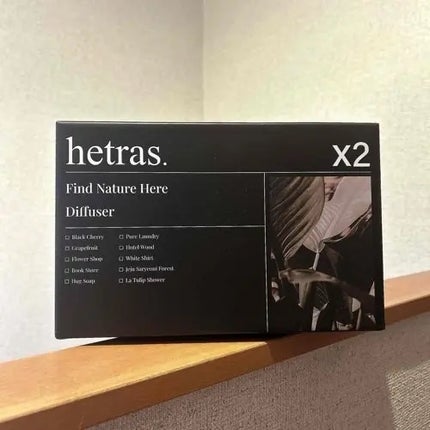 hetras.
X2
Find Nature Here
Diffuser
☐ Black Cherry
☐ Grapefruit
☐ Flower Shop
☐ Book Store
☐ Hug Soap
☐ Pure Laundry
☐ Hotel Wood
☐ White Shirt
☐ Jeju Saryeoni Forest
☐ La Tulip Shower